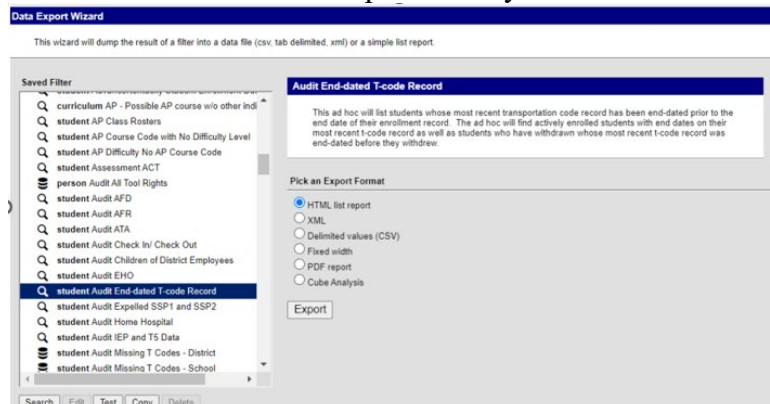 Data Export Wizard
This wizard will dump the result of a filter into a data file (csv, tab delimited, xml) or a simple list report.
Saved Filter
curriculum AP - Possible AP course w/o other indi
student AP Class Rosters
student AP Course Code with No Difficulty Level
student AP Difficulty No AP Course Code
student Assessment ACT
person Audit All Tool Rights
student Audit AFD
student Audit AFR
student Audit ATA
student Audit Check In/ Check Out
student Audit Children of District Employees
student Audit EHO
student Audit End-dated T-code Record
student Audit Expelled SSP1 and SSP2
student Audit Home Hospital
student Audit IEP and T5 Data
student Audit Missing T Codes - District
student Audit Missing T Codes - School
Search Edit Test Copy Delete
Audit End-dated T-code Record
This ad hoc will list students whose most recent transportation code record has been end-dated prior to the
end date of their enrollment record. The ad hoc will find actively enrolled students with end dates on their
most recent t-code record as well as students who have withdrawn whose most recent t-code record was
end-dated before they withdrew.
Pick an Export Format
HTML list report
XML
Delimited values (CSV)
Fixed width
PDF report
Cube Analysis
Export